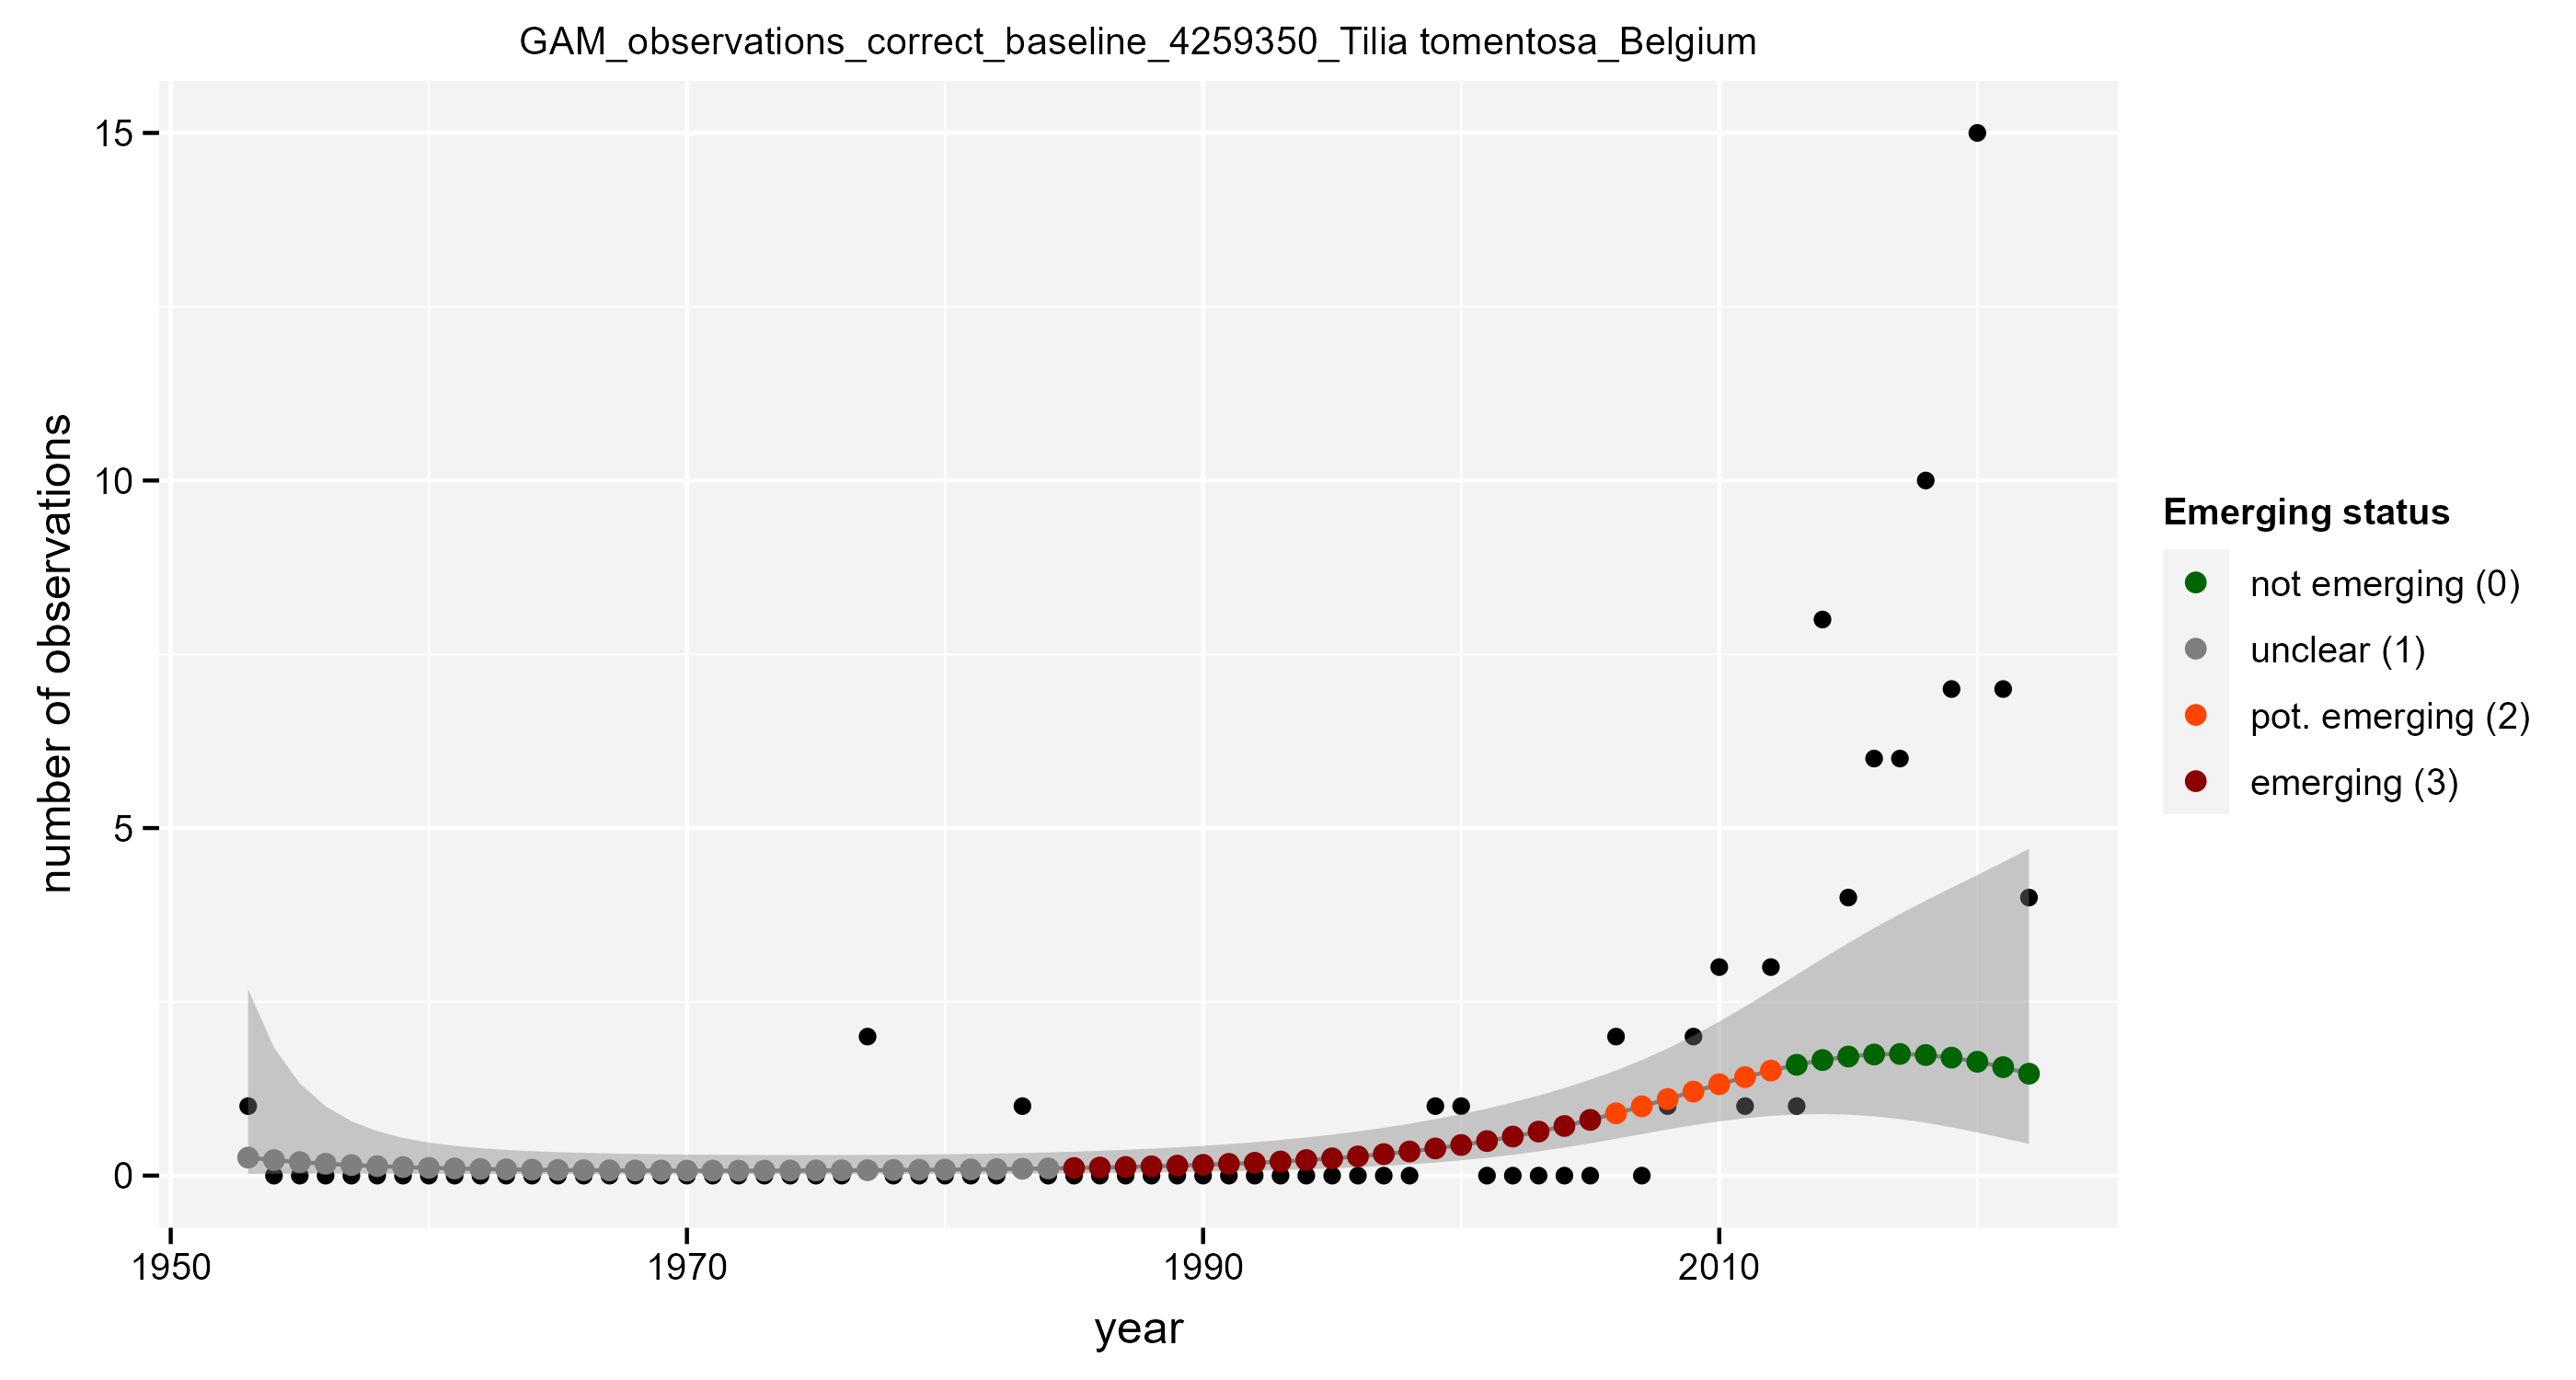 GAM_observations_correct_baseline_4259350_Tilia tomentosa_Belgium
15
10
5
0
number of observations
1950
1970
1990
2010
year
Emerging status
not emerging (0)
unclear (1)
pot. emerging (2)
emerging (3)